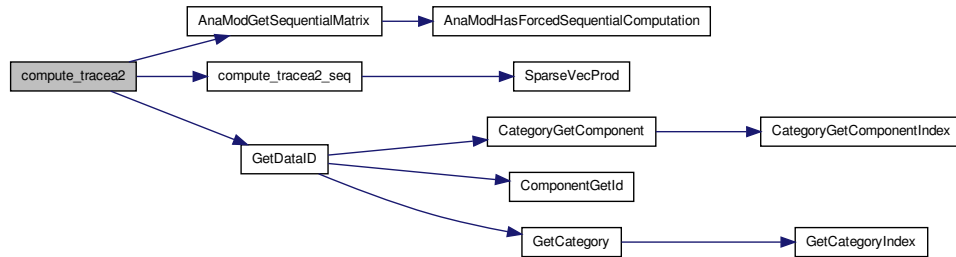 compute_tracea2
AnaModGetSequentialMatrix
AnaModHasForcedSequentialComputation
compute_tracea2_seq
SparseVecProd
GetDataID
CategoryGetComponent
CategoryGetComponentIndex
ComponentGetId
GetCategory
GetCategoryIndex